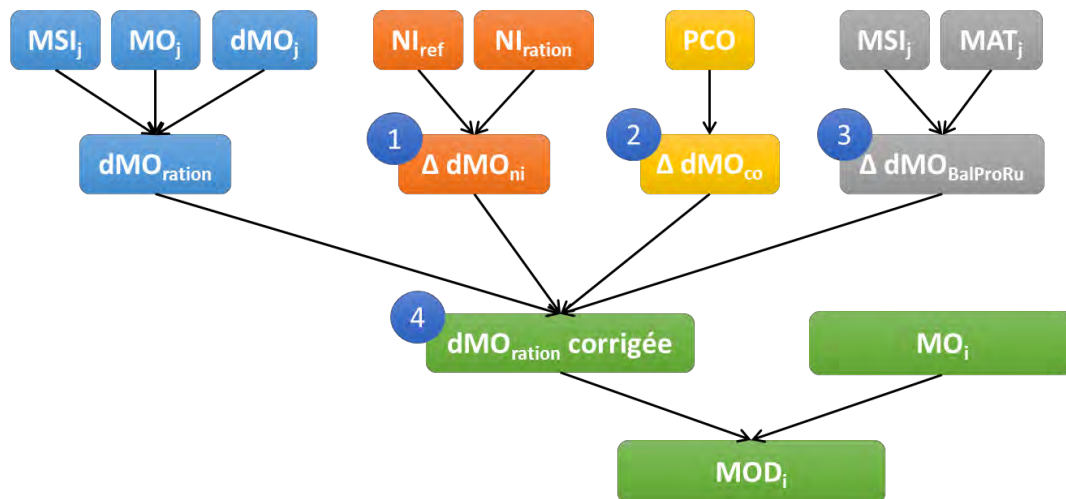 MSIj MOj dMOj NIref NIration PCO MSIj MATj
1 2 3
dMOration Δ dMOni Δ dMOco Δ dMOBalProRu
4
dMOration corrigée MOi
MODi